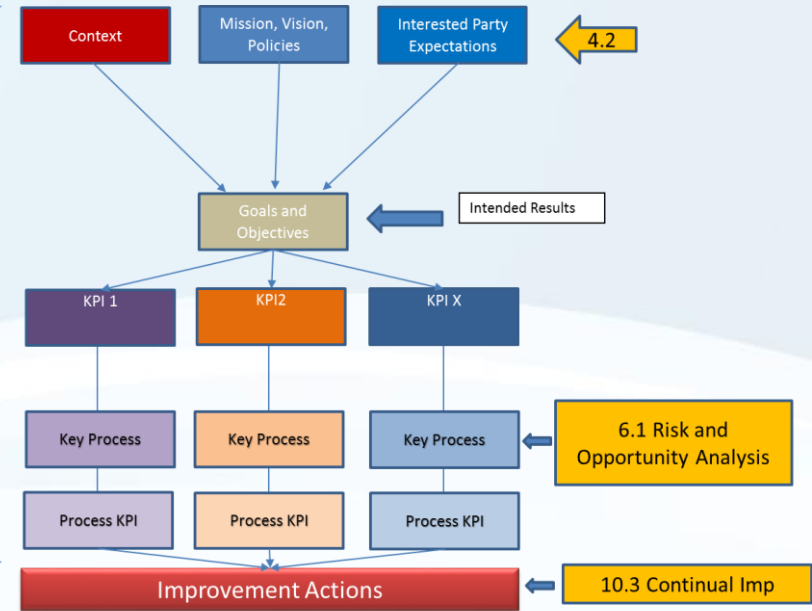 Context
Mission, Vision,
Policies
Interested Party
Expectations
4.2
Goals and
Objectives
Intended Results
KPI 1
KPI2
KPI X
Key Process
Key Process
Key Process
6.1 Risk and
Opportunity Analysis
Process KPI
Process KPI
Process KPI
Improvement Actions
10.3 Continual Imp